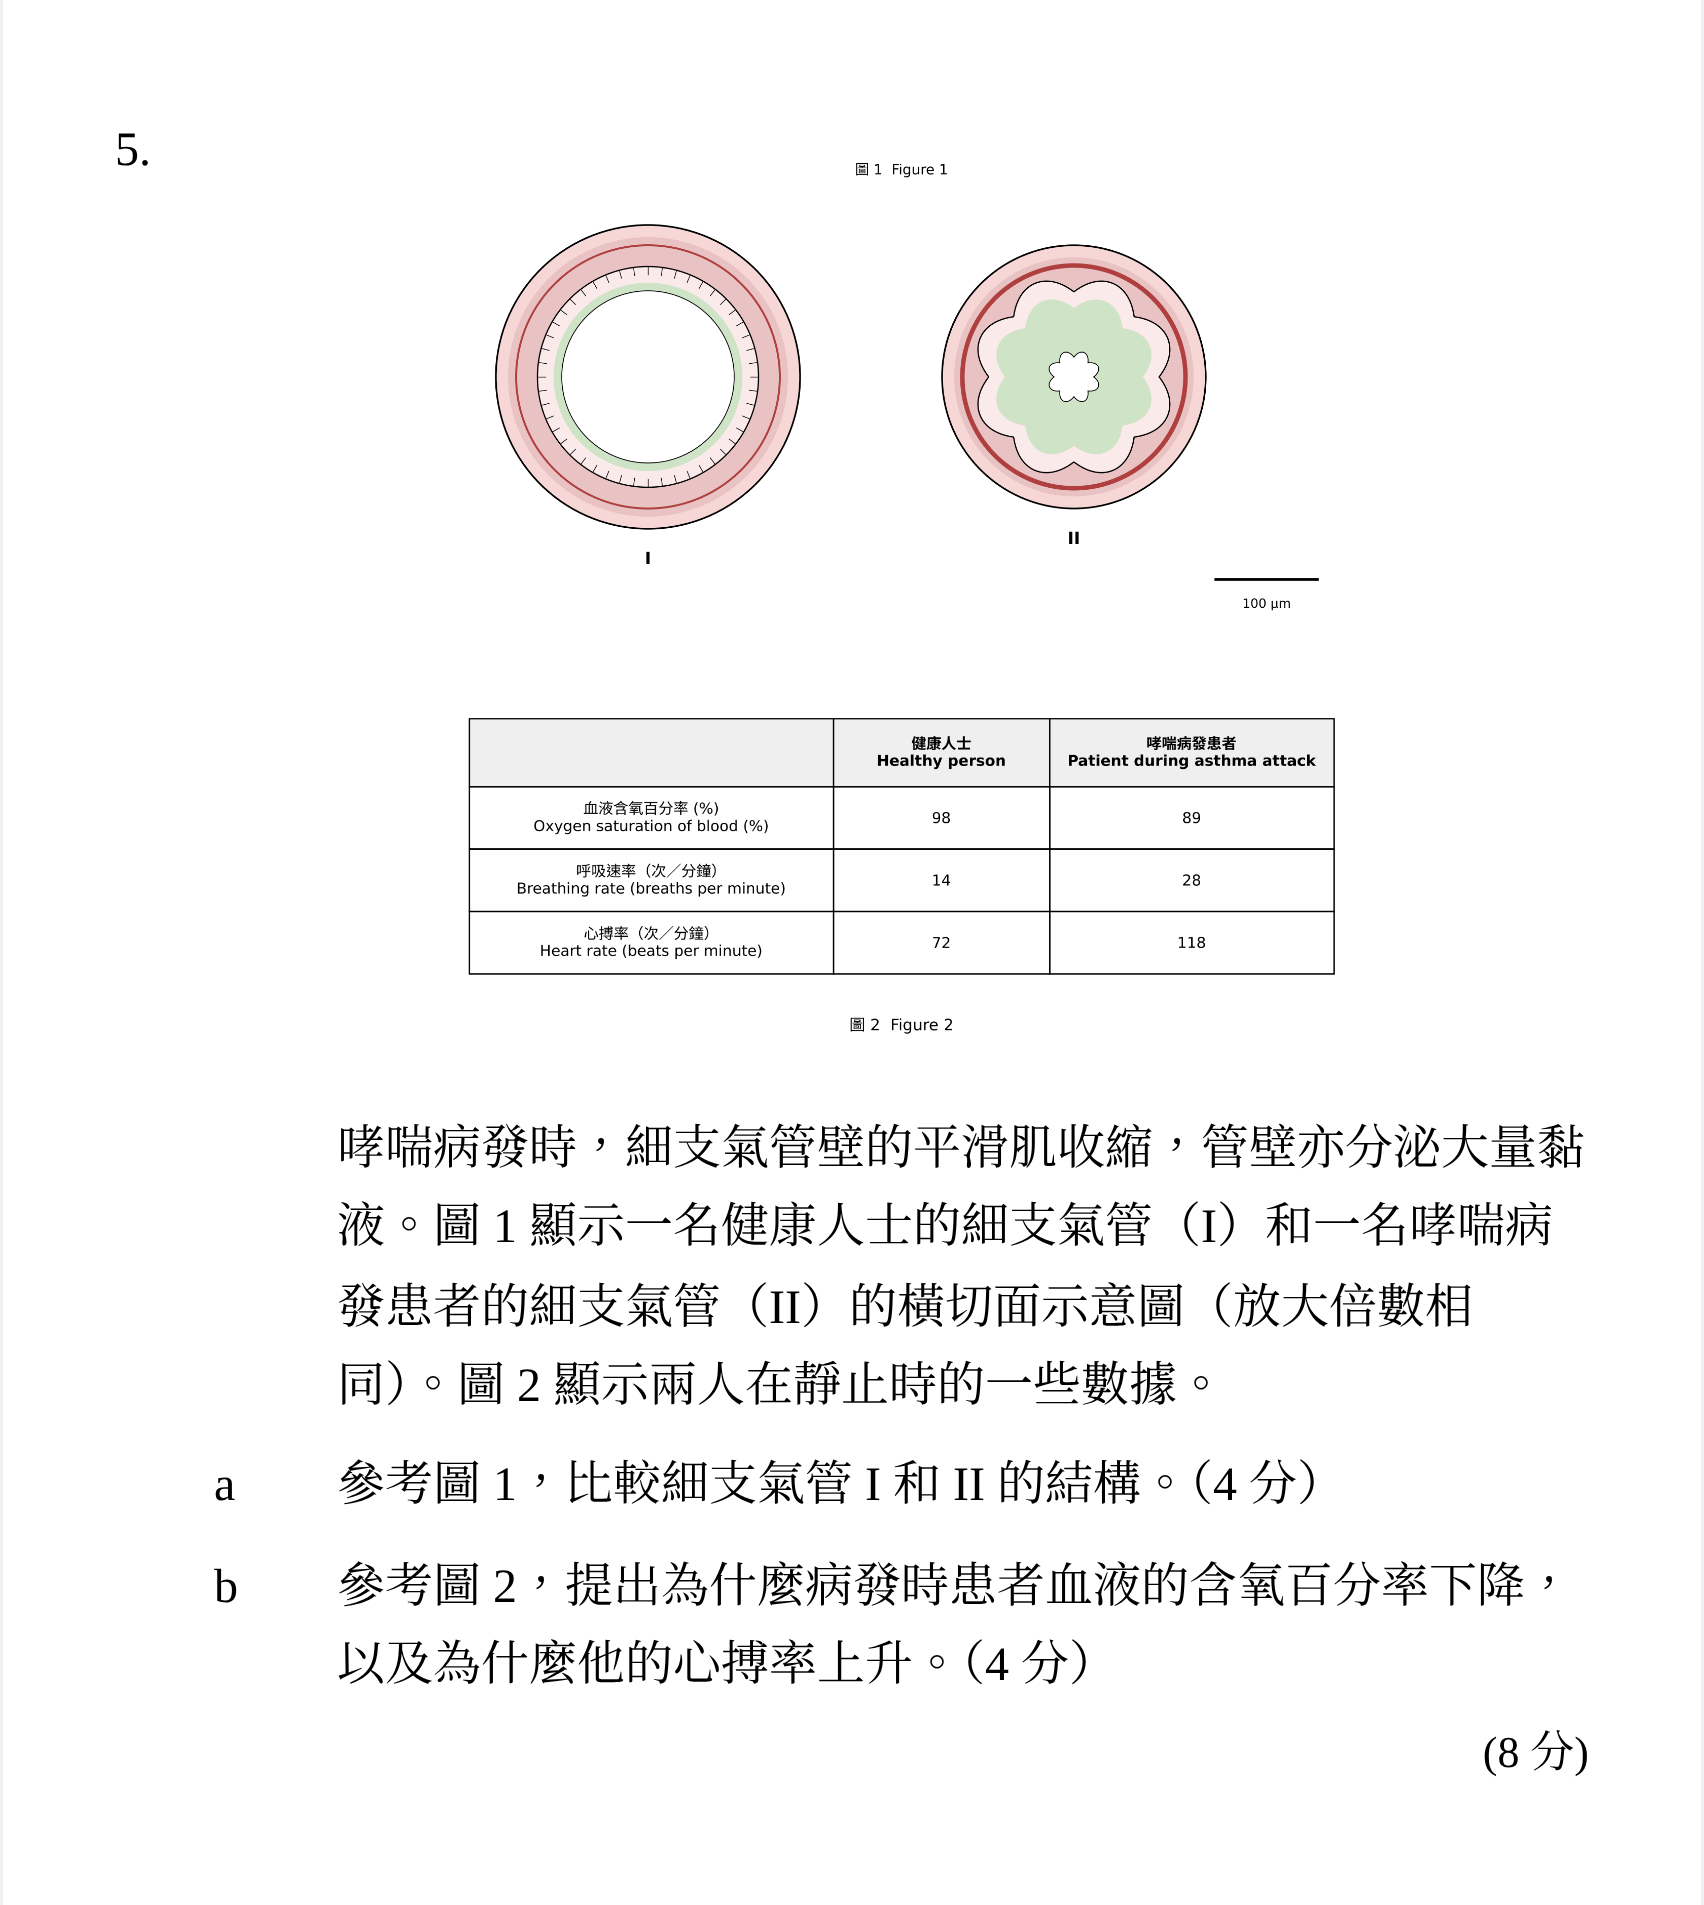 5.
圖 1 Figure 1
I
II
100 μm
健康人士
Healthy person
哮喘病發患者
Patient during asthma attack
血液含氧百分率 (%)
Oxygen saturation of blood (%)
98
89
呼吸速率（次／分鐘）
Breathing rate (breaths per minute)
14
28
心搏率（次／分鐘）
Heart rate (beats per minute)
72
118
圖 2 Figure 2
哮喘病發時，細支氣管壁的平滑肌收縮，管壁亦分泌大量黏
液。圖 1 顯示一名健康人士的細支氣管（I）和一名哮喘病
發患者的細支氣管（II）的橫切面示意圖（放大倍數相
同）。圖 2 顯示兩人在靜止時的一些數據。
a 參考圖 1，比較細支氣管 I 和 II 的結構。（4 分）
b 參考圖 2，提出為什麼病發時患者血液的含氧百分率下降，
以及為什麼他的心搏率上升。（4 分）
(8 分)